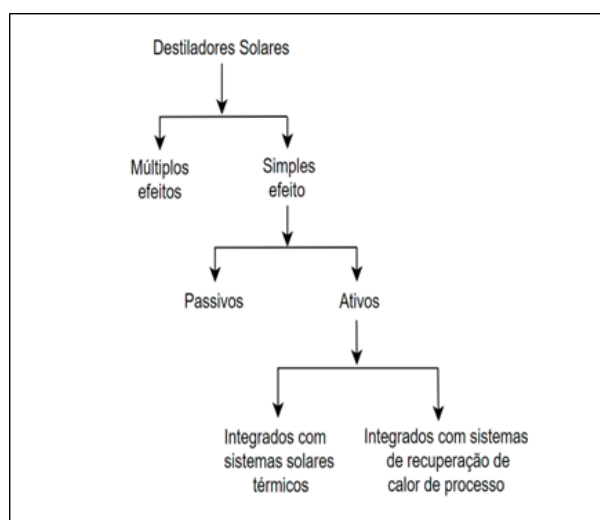 Destiladores Solares
Múltiplos
efeitos
Simples
efeito
Passivos
Ativos
Integrados com
sistemas solares
térmicos
Integrados com sistemas
de recuperação de
calor de processo